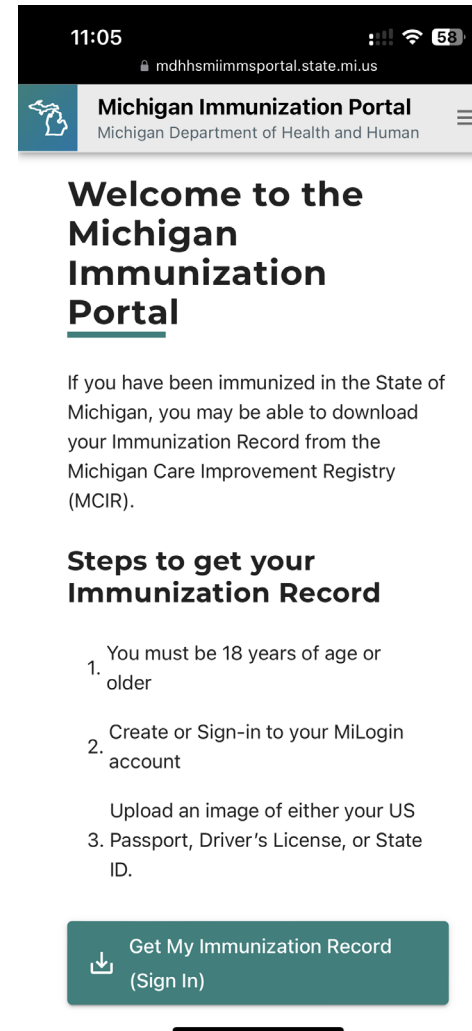 11:05
58
mdhhsmiimmsportal.state.mi.us
Michigan Immunization Portal
Michigan Department of Health and Human
Welcome to the
Michigan
Immunization
Portal
If you have been immunized in the State of
Michigan, you may be able to download
your Immunization Record from the
Michigan Care Improvement Registry
(MCIR).
Steps to get your
Immunization Record
1. You must be 18 years of age or
older
2. Create or Sign-in to your MiLogin
account
3. Upload an image of either your US
Passport, Driver’s License, or State
ID.
Get My Immunization Record
(Sign In)